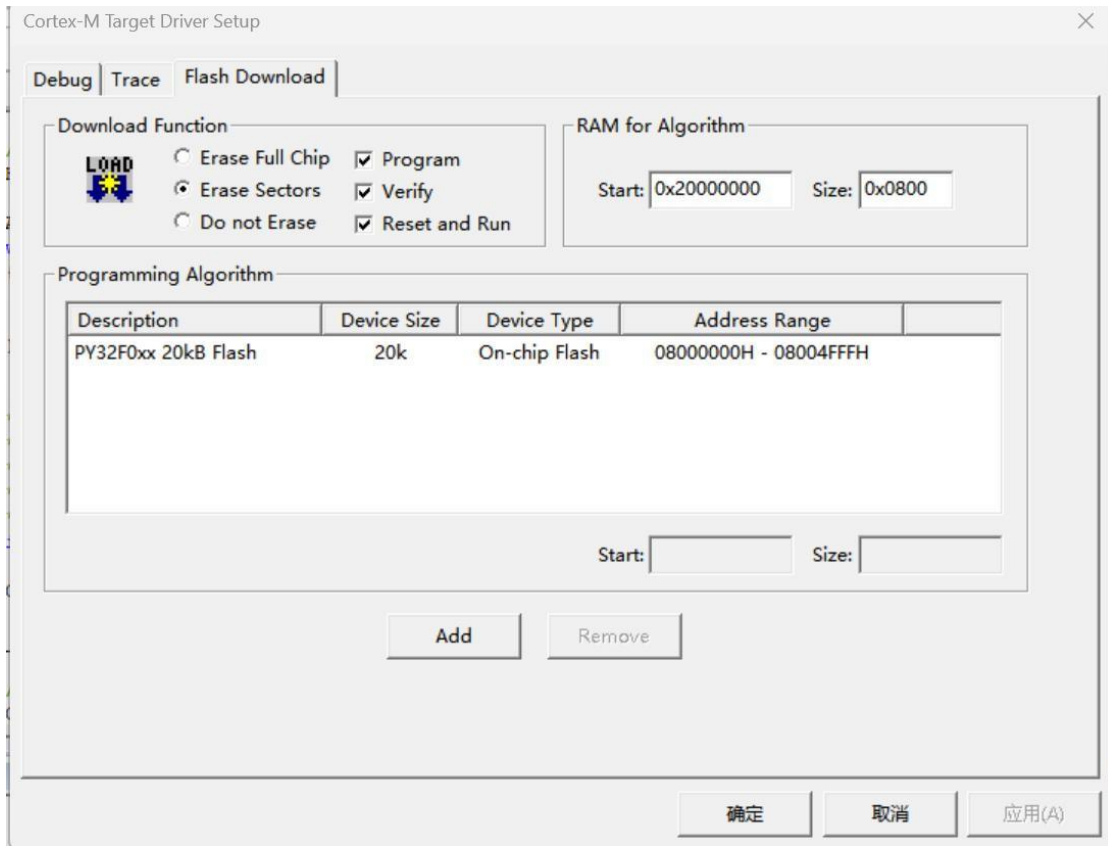 Cortex-M Target Driver Setup
Debug Trace Flash Download
Download Function
LOAD
Erase Full Chip
Erase Sectors
Do not Erase
Program
Verify
Reset and Run
RAM for Algorithm
Start: 0x20000000 Size: 0x0800
Programming Algorithm
Description Device Size Device Type Address Range
PY32F0xx 20kB Flash 20k On-chip Flash 08000000H - 08004FFFH
Start: Size:
Add Remove
确定 取消 应用(A)